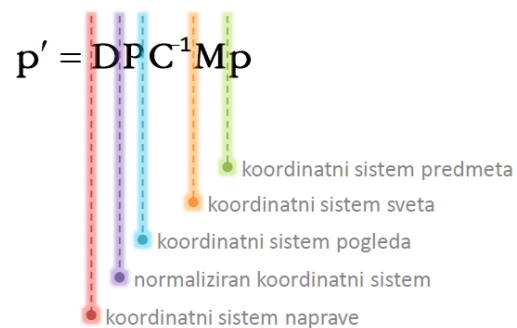 p′ = DPC⁻¹Mp
koordinatni sistem predmeta
koordinatni sistem sveta
koordinatni sistem pogleda
normaliziran koordinatni sistem
koordinatni sistem naprave